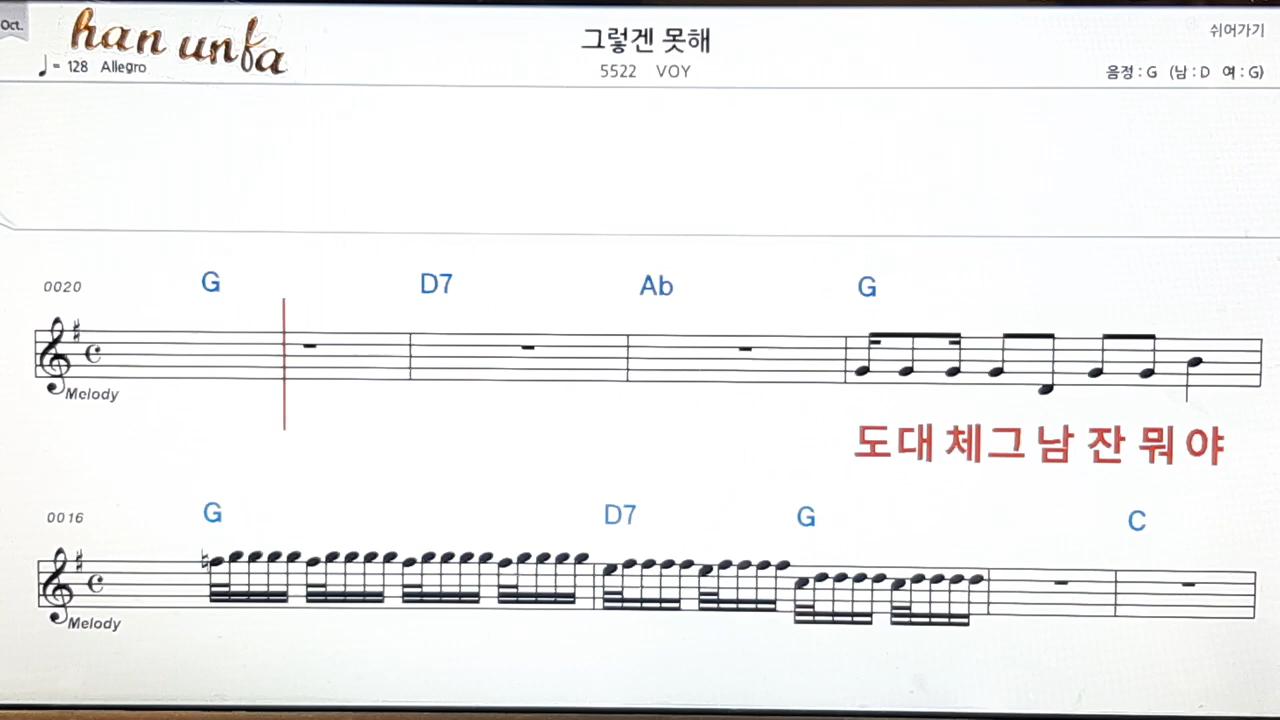 Oct.
han unfa
♩= 128 Allegro
그렇겐 못해
5522 VOY
쉬어가기
음정 : G (남 : D 여 : G)
0020 G D7 Ab G
Melody
도대 체그 남 잔 뭐 야
0016 G D7 G C
Melody